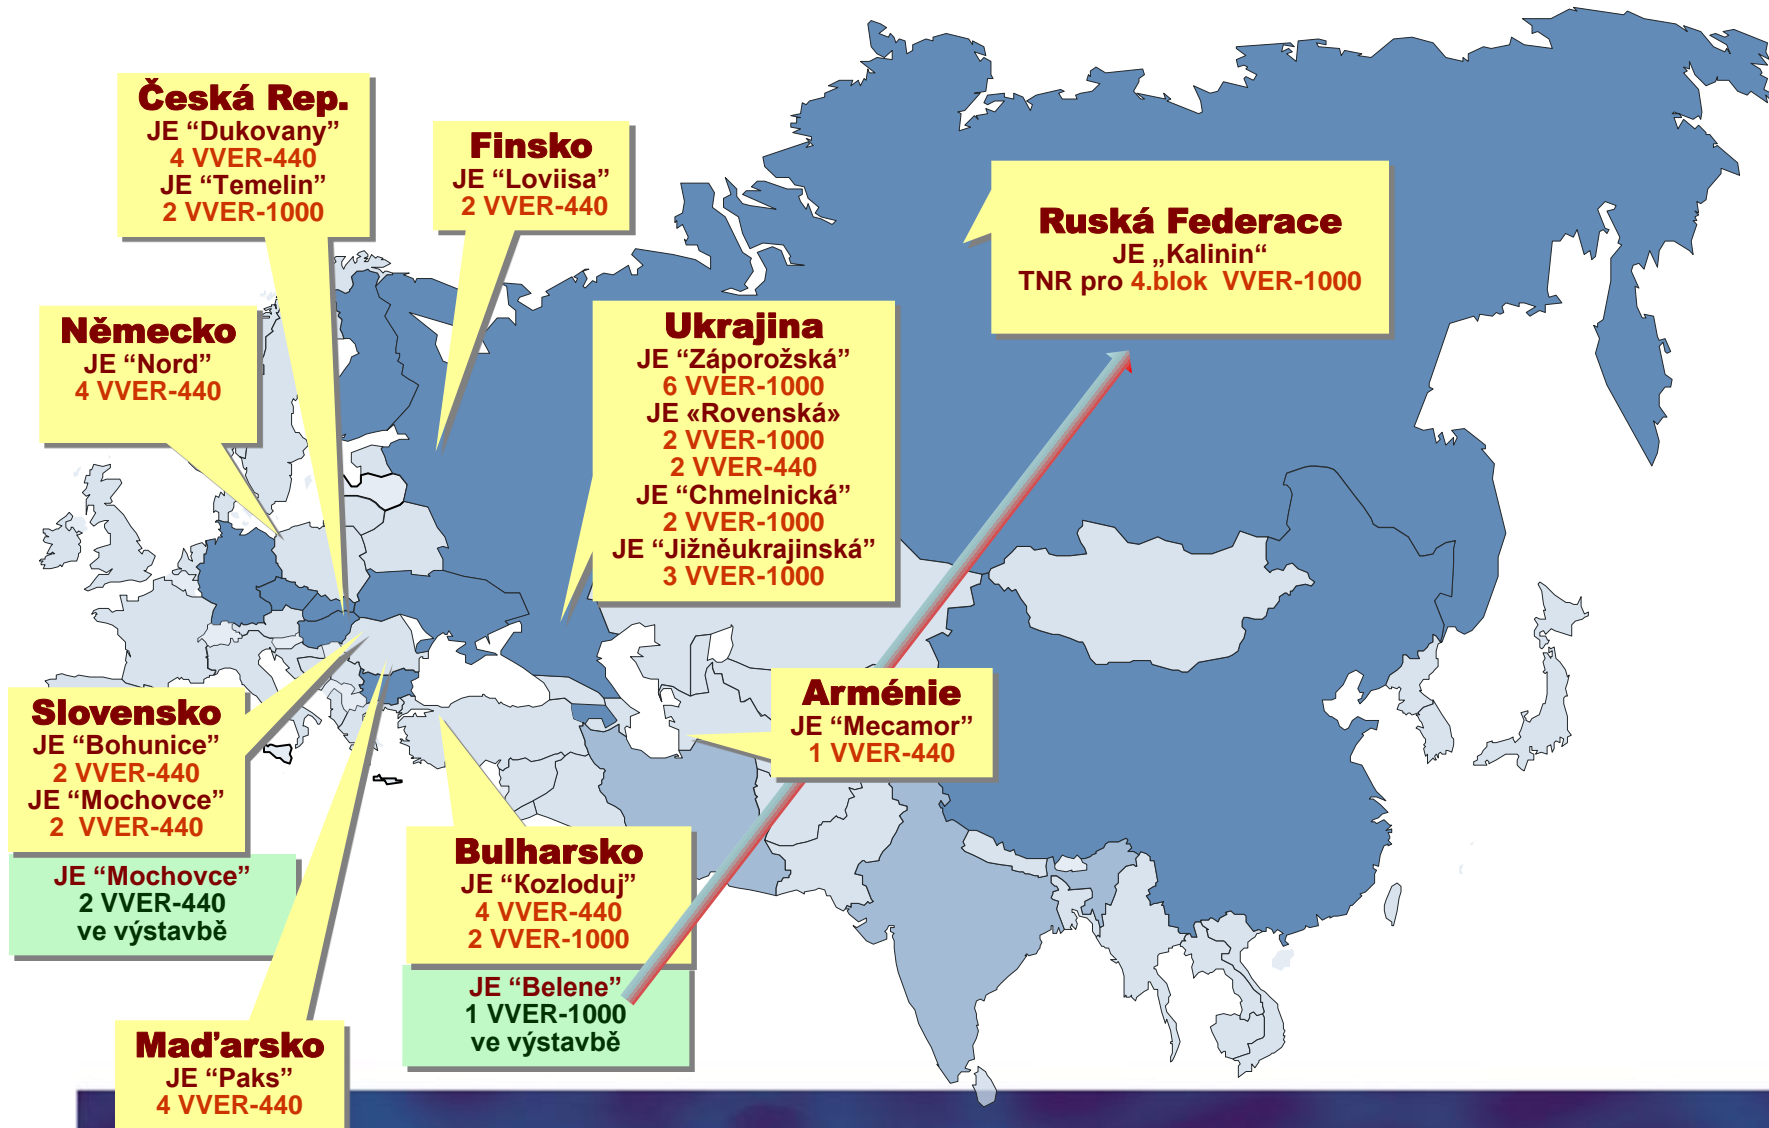 Česká Rep.
JE “Dukovany”
4 VVER-440
JE “Temelin”
2 VVER-1000
Finsko
JE “Loviisa”
2 VVER-440
Ruská Federace
JE „Kalinin“
TNR pro 4.blok VVER-1000
Německo
JE “Nord”
4 VVER-440
Ukrajina
JE “Záporožská”
6 VVER-1000
JE «Rovenská»
2 VVER-1000
2 VVER-440
JE “Chmelnická”
2 VVER-1000
JE “Jižněukrajinská”
3 VVER-1000
Slovensko
JE “Bohunice”
2 VVER-440
JE “Mochovce”
2 VVER-440
JE “Mochovce”
2 VVER-440
ve výstavbě
Arménie
JE “Mecamor”
1 VVER-440
Bulharsko
JE “Kozloduj”
4 VVER-440
2 VVER-1000
JE “Belene”
1 VVER-1000
ve výstavbě
Maďarsko
JE “Paks”
4 VVER-440